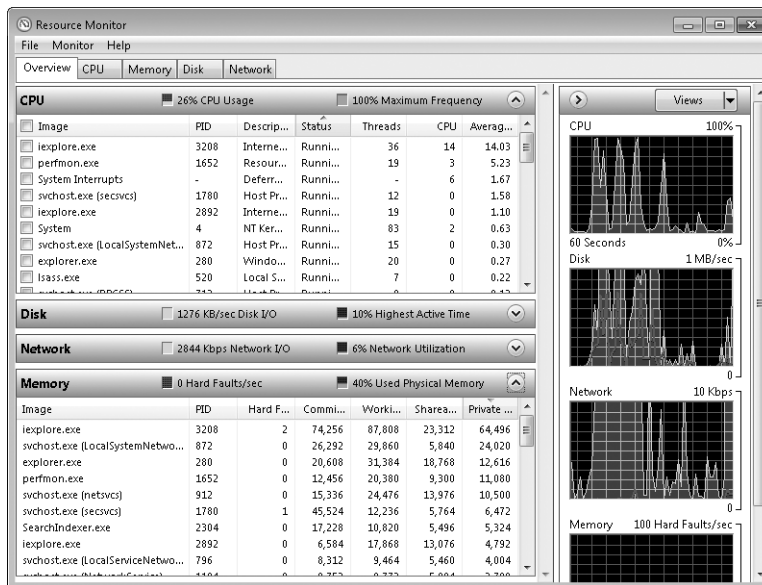 Resource Monitor
File Monitor Help
Overview CPU Memory Disk Network
CPU 26% CPU Usage 100% Maximum Frequency
Image PID Descrip... Status Threads CPU Averag...
iexplore.exe 3208 Interne... Runni... 36 14 14.03
perfmon.exe 1652 Resour... Runni... 19 3 5.23
System Interrupts - Deferr... Runni... - 6 1.67
svchost.exe (secsvcs) 1780 Host Pr... Runni... 12 0 1.58
iexplore.exe 2892 Interne... Runni... 19 0 1.10
System 4 NT Ker... Runni... 83 2 0.63
svchost.exe (LocalSystemNet... 872 Host Pr... Runni... 15 0 0.30
explorer.exe 280 Windo... Runni... 20 0 0.27
lsass.exe 520 Local S... Runni... 7 0 0.22
Disk 1276 KB/sec Disk I/O 10% Highest Active Time
Network 2844 Kbps Network I/O 6% Network Utilization
Memory 0 Hard Faults/sec 40% Used Physical Memory
Image PID Hard F... Commi... Worki... Sharea... Private ...
iexplore.exe 3208 2 74,256 87,808 23,312 64,496
svchost.exe (LocalSystemNetwo... 872 0 26,292 29,860 5,840 24,020
explorer.exe 280 0 20,608 31,384 18,768 12,616
perfmon.exe 1652 0 12,456 20,380 9,300 11,080
svchost.exe (netsvcs) 912 0 15,336 24,476 13,976 10,500
svchost.exe (secsvcs) 1780 1 45,524 12,236 5,764 6,472
SearchIndexer.exe 2304 0 17,228 10,820 5,496 5,324
iexplore.exe 2892 0 6,584 17,868 13,076 4,792
svchost.exe (LocalServiceNetwo... 796 0 8,312 9,464 5,460 4,004
Views
CPU 100%
60 Seconds 0%
Disk 1 MB/sec
0
Network 10 Kbps
0
Memory 100 Hard Faults/sec